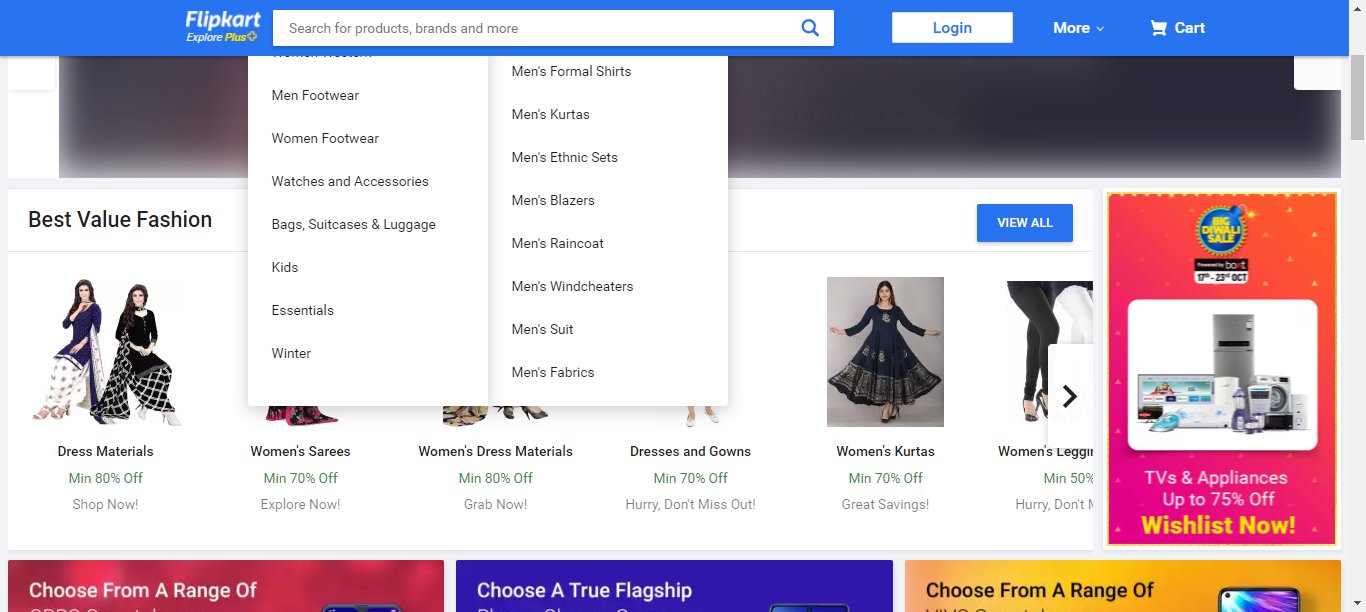 Flipkart
Explore Plus
Search for products, brands and more
Login
More
Cart
Men Footwear
Women Footwear
Watches and Accessories
Bags, Suitcases & Luggage
Kids
Essentials
Winter
Men's Formal Shirts
Men's Kurtas
Men's Ethnic Sets
Men's Blazers
Men's Raincoat
Men's Windcheaters
Men's Suit
Men's Fabrics
Best Value Fashion
VIEW ALL
Dress Materials
Min 80% Off
Shop Now!
Women's Sarees
Min 70% Off
Explore Now!
Women's Dress Materials
Min 80% Off
Grab Now!
Dresses and Gowns
Min 70% Off
Hurry, Don't Miss Out!
Women's Kurtas
Min 70% Off
Great Savings!
Women's
Min 50%
Hurry, Don't
BIG
DIWALI
SALE
Powered by boAt
17th - 23rd OCT
TVs & Appliances
Up to 75% Off
Wishlist Now!
Choose From A Range Of
Choose A True Flagship
Choose From A Range Of